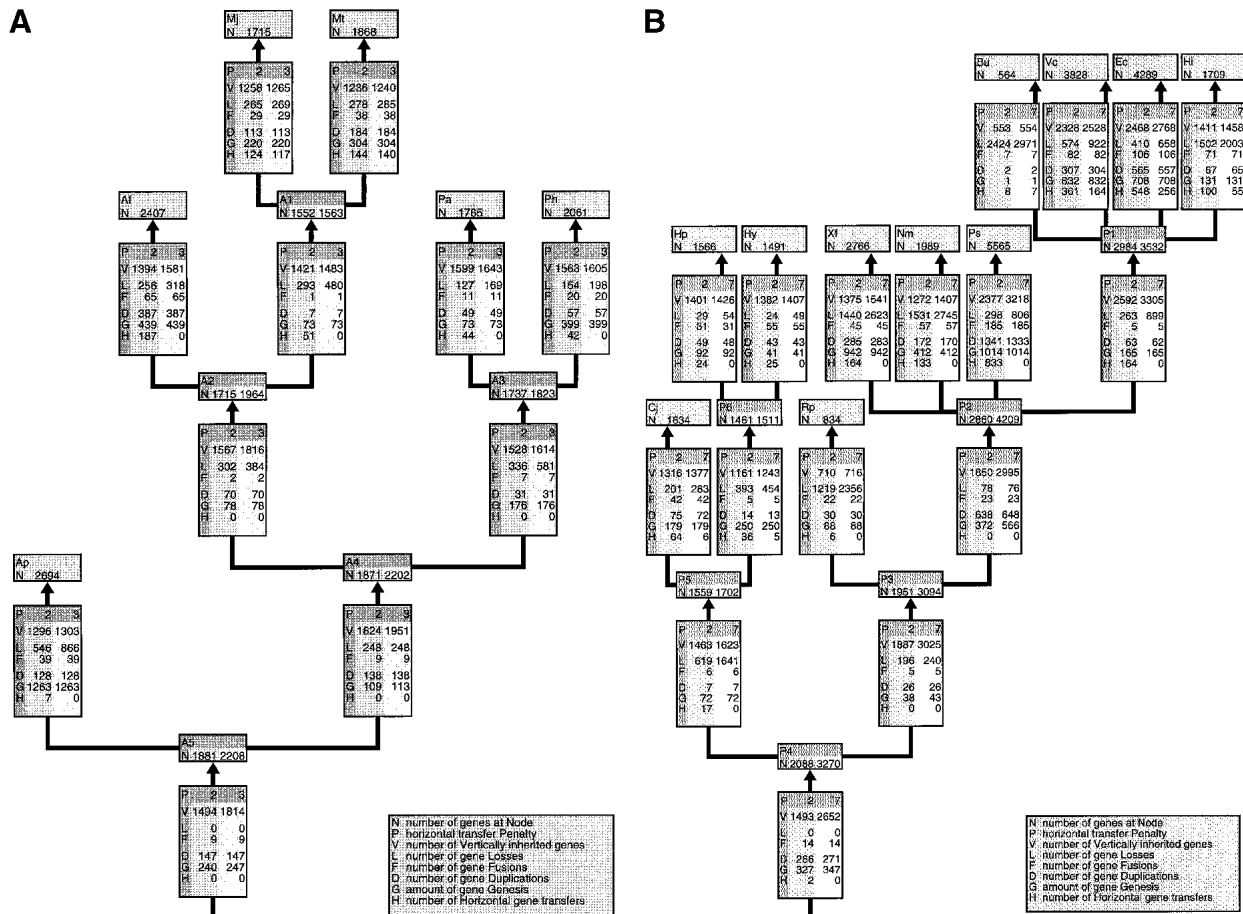 A
Mj
N 1715
P 2 3
V 1258 1265
L 265 269
F 29 29
D 113 113
G 220 220
H 124 117
Mt
N 1868
P 2 3
V 1236 1240
L 278 285
F 38 38
D 184 184
G 304 304
H 144 140
A1
N 1552 1563
Af
N 2407
P 2 3
V 1394 1581
L 256 318
F 65 65
D 387 387
G 439 439
H 187 0
P 2 3
V 1421 1483
L 293 480
F 1 1
D 7 7
G 73 73
H 51 0
Pa
N 1765
P 2 3
V 1599 1643
L 127 169
F 11 11
D 49 49
G 73 73
H 44 0
Ph
N 2061
P 2 3
V 1563 1605
L 154 198
F 20 20
D 57 57
G 399 399
H 42 0
A2
N 1715 1964
A3
N 1737 1823
P 2 3
V 1567 1816
L 302 384
F 2 2
D 70 70
G 78 78
H 0 0
P 2 3
V 1528 1614
L 336 581
F 7 7
D 31 31
G 176 176
H 0 0
Ap
N 2694
A4
N 1871 2202
P 2 3
V 1296 1303
L 546 866
F 39 39
D 128 128
G 1263 1263
H 7 0
P 2 3
V 1624 1951
L 248 248
F 9 9
D 138 138
G 109 113
H 0 0
A5
N 1881 2208
P 2 3
V 1494 1814
L 0 0
F 9 9
D 147 147
G 240 247
H 0 0
N number of genes at Node
P horizontal transfer Penalty
V number of Vertically inherited genes
L number of gene Losses
F number of gene Fusions
D number of gene Duplications
G amount of gene Genesis
H number of Horizontal gene transfers
B
Bu
N 564
P 2 7
V 553 554
L 2424 2971
F 7 7
D 2 2
G 1 1
H 8 7
Vc
N 3828
P 2 7
V 2328 2528
L 574 922
F 82 82
D 307 304
G 832 832
H 361 164
Ec
N 4289
P 2 7
V 2468 2768
L 410 658
F 106 106
D 565 557
G 708 708
H 548 256
Hi
N 1709
P 2 7
V 1411 1458
L 1502 2003
F 71 71
D 67 65
G 131 131
H 100 55
P1
N 2984 3532
Hp
N 1566
P 2 7
V 1401 1426
L 29 54
F 51 31
D 49 48
G 92 92
H 24 0
Hy
N 1491
P 2 7
V 1382 1407
L 24 49
F 55 55
D 43 43
G 41 41
H 25 0
Xf
N 2766
P 2 7
V 1375 1541
L 1440 2623
F 45 45
D 285 283
G 942 942
H 164 0
Nm
N 1989
P 2 7
V 1272 1407
L 1531 2745
F 57 57
D 172 170
G 412 412
H 133 0
Ps
N 5565
P 2 7
V 2377 3218
L 298 806
F 185 185
D 1341 1333
G 1014 1014
H 833 0
P 2 7
V 2592 3305
L 263 899
F 5 5
D 63 62
G 165 165
H 164 0
Cj
N 1634
P6
N 1461 1511
Rp
N 834
P2
N 2860 4209
P 2 7
V 1316 1377
L 201 283
F 42 42
D 75 72
G 179 179
H 64 6
P 2 7
V 1161 1243
L 393 454
F 5 5
D 14 13
G 250 250
H 36 5
P 2 7
V 710 716
L 1219 2356
F 22 22
D 30 30
G 88 88
H 6 0
P 2 7
V 1850 2995
L 78 76
F 23 23
D 638 648
G 372 566
H 0 0
P5
N 1559 1702
P3
N 1951 3094
P 2 7
V 1463 1623
L 619 1641
F 6 6
D 7 7
G 72 72
H 17 0
P 2 7
V 1887 3025
L 196 240
F 5 5
D 26 26
G 38 43
H 0 0
P4
N 2088 3270
P 2 7
V 1493 2652
L 0 0
F 14 14
D 266 271
G 327 347
H 2 0
N number of genes at Node
P horizontal transfer Penalty
V number of Vertically inherited genes
L number of gene Losses
F number of gene Fusions
D number of gene Duplications
G amount of gene Genesis
H number of Horizontal gene transfers